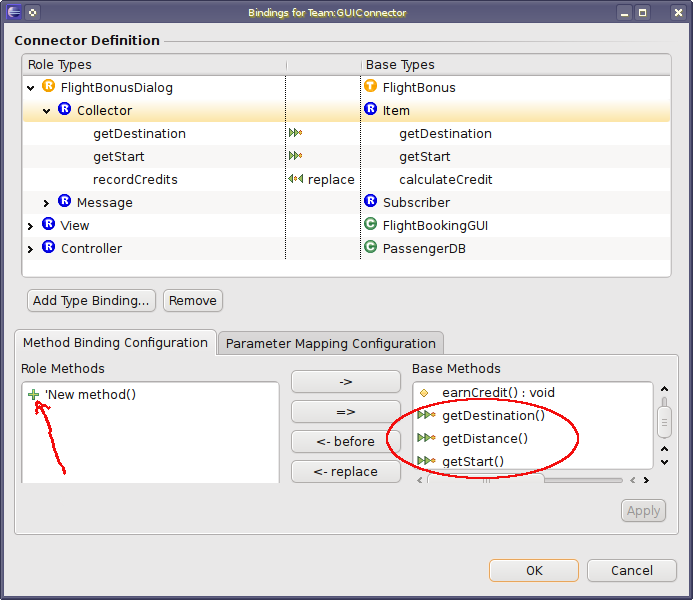 Bindings for Team:GUIConnector
Connector Definition
Role Types Base Types
R FlightBonusDialog T FlightBonus
R Collector R Item
getDestination getDestination
getStart getStart
recordCredits replace calculateCredit
R Message R Subscriber
R View C FlightBookingGUI
R Controller C PassengerDB
Add Type Binding... Remove
Method Binding Configuration Parameter Mapping Configuration
Role Methods Base Methods
'New method() -> earnCredit() : void
=> getDestination()
<- before getDistance()
<- replace getStart()
Apply
OK Cancel